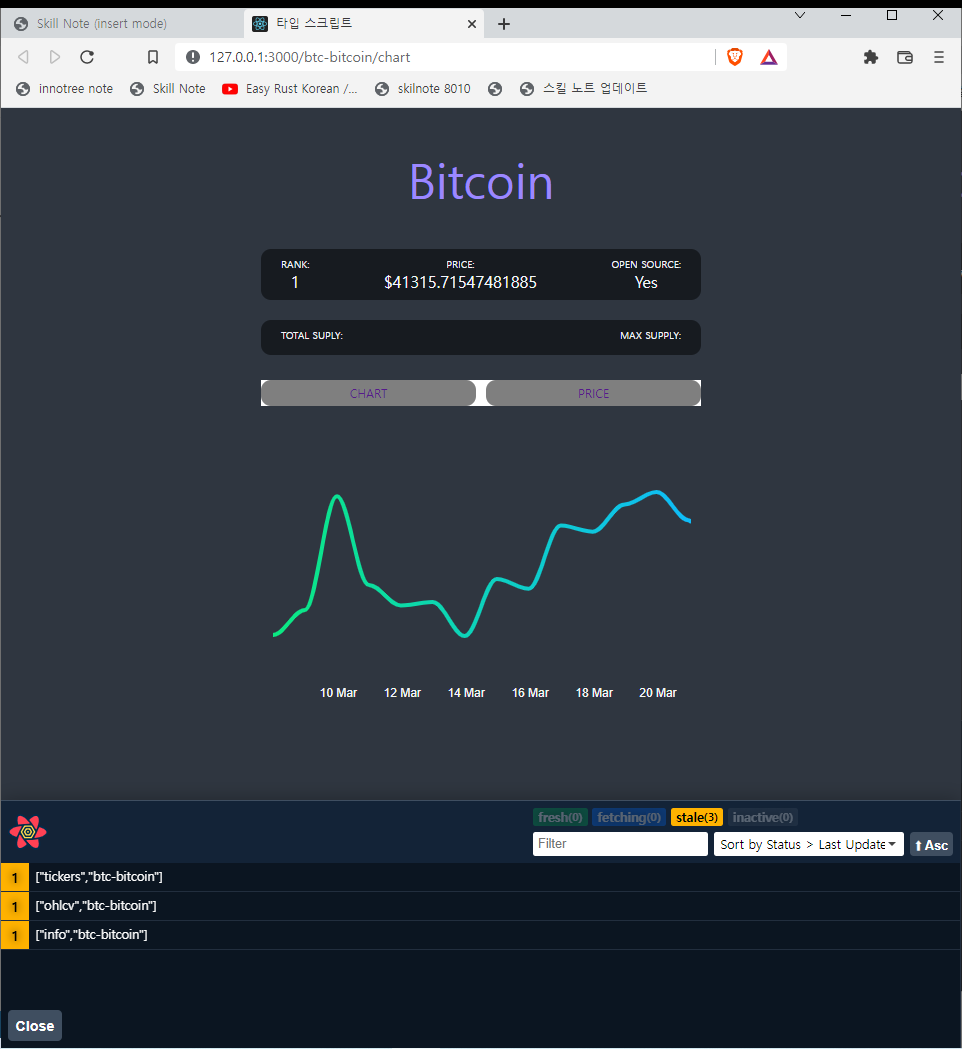 Skill Note (insert mode)
타입 스크립트
127.0.0.1:3000/btc-bitcoin/chart
innotree note
Skill Note
Easy Rust Korean /...
skilnote 8010
스킬 노트 업데이트
Bitcoin
RANK: PRICE: OPEN SOURCE:
1 $41315.71547481885 Yes
TOTAL SUPLY: MAX SUPPLY:
CHART PRICE
10 Mar 12 Mar 14 Mar 16 Mar 18 Mar 20 Mar
fresh(0) fetching(0) stale(3) inactive(0)
Filter Sort by Status > Last Update ⬆ Asc
1 ["tickers","btc-bitcoin"]
1 ["ohlcv","btc-bitcoin"]
1 ["info","btc-bitcoin"]
Close